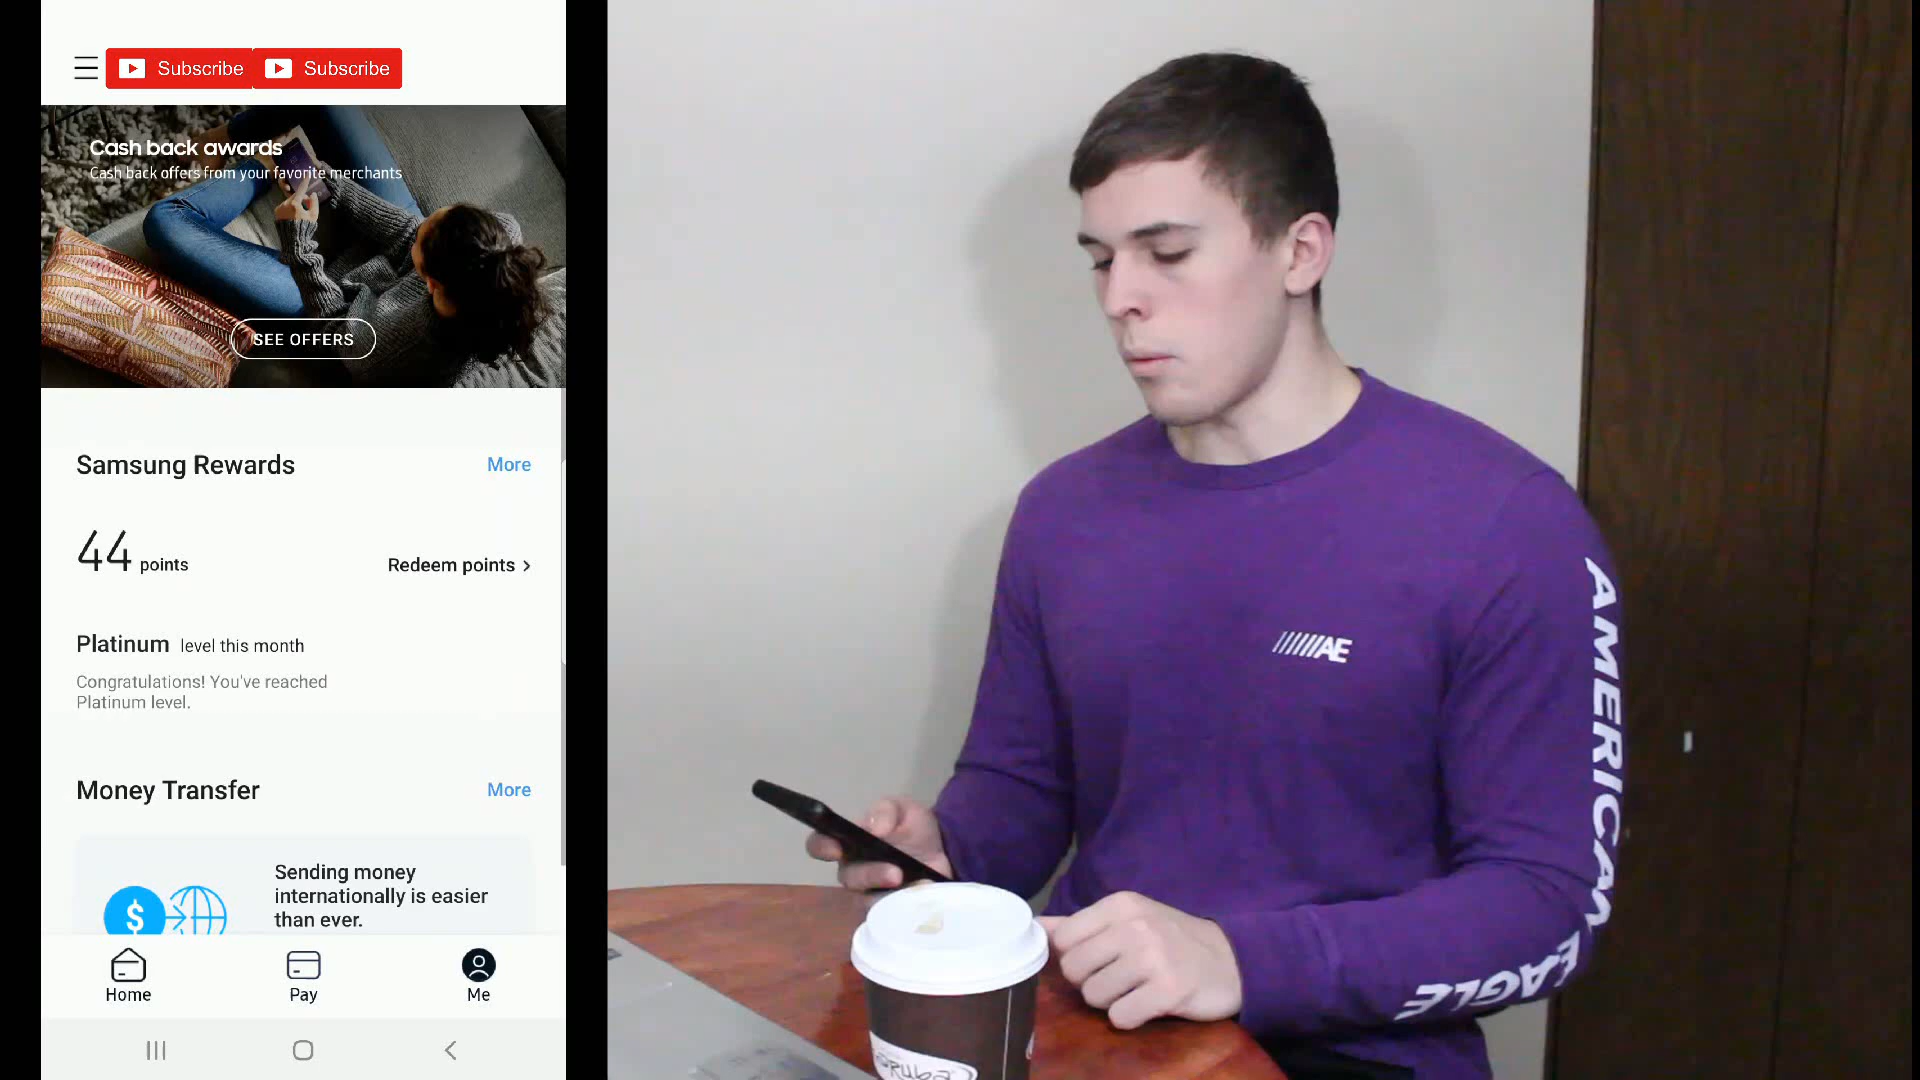 Subscribe Subscribe
Cash back awards
Cash back offers from your favorite merchants
SEE OFFERS
Samsung Rewards More
44 points Redeem points >
Platinum level this month
Congratulations! You've reached
Platinum level.
Money Transfer More
$
Sending money
internationally is easier
than ever.
Home Pay Me
AE
AMERICAN EAGLE